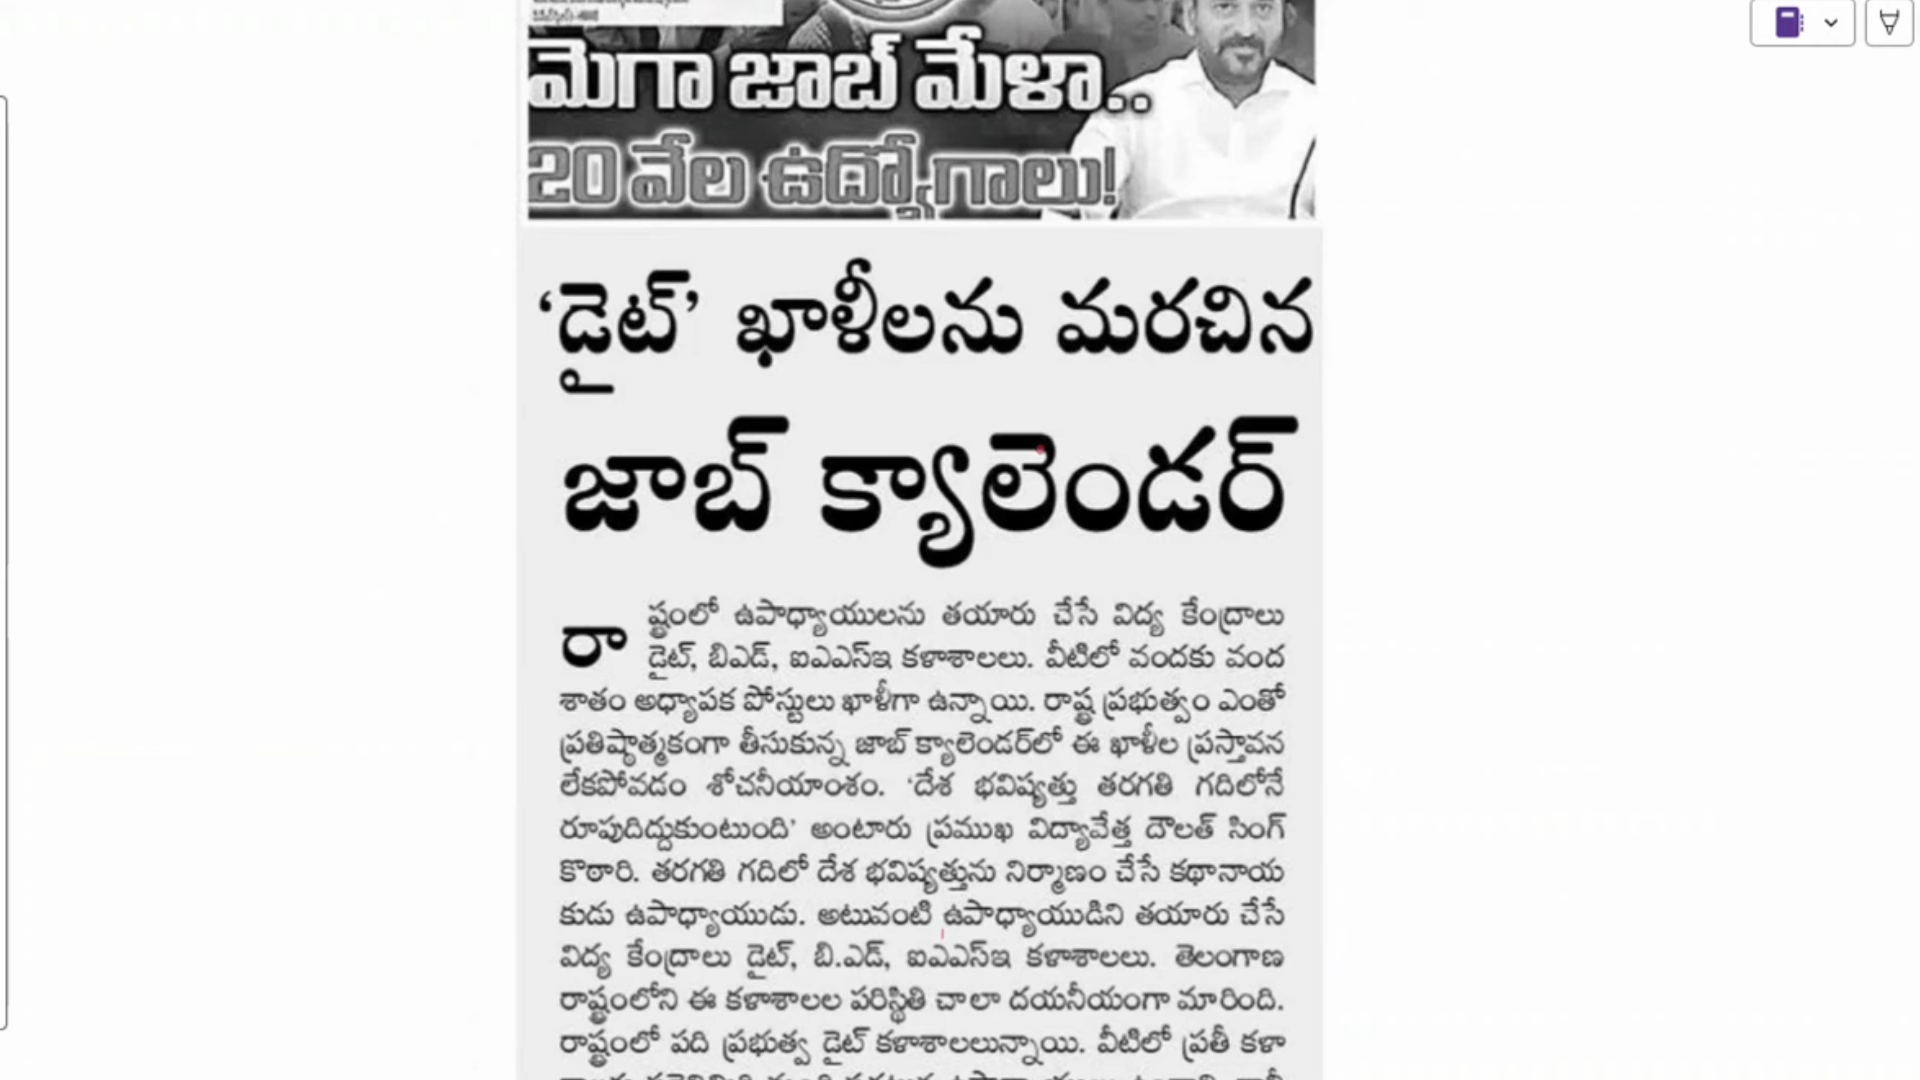 మెగా జాబ్ మేళా..
20 వేల ఉద్యోగాలు!
‘డైట్’ ఖాళీలను మరచిన
జాబ్ క్యాలెండర్
రాష్ట్రంలో ఉపాధ్యాయులను తయారు చేసే విద్య కేంద్రాలు
డైట్, బిఎడ్, ఐఎఎస్ఇ కళాశాలలు. వీటిలో వందకు వంద
శాతం అధ్యాపక పోస్టులు ఖాళీగా ఉన్నాయి. రాష్ట్ర ప్రభుత్వం ఎంతో
ప్రతిష్ఠాత్మకంగా తీసుకున్న జాబ్ క్యాలెండర్‌లో ఈ ఖాళీల ప్రస్తావన
లేకపోవడం శోచనీయాంశం. ‘దేశ భవిష్యత్తు తరగతి గదిలోనే
రూపుదిద్దుకుంటుంది’ అంటారు ప్రముఖ విద్యావేత్త దౌలత్ సింగ్
కొఠారి. తరగతి గదిలో దేశ భవిష్యత్తును నిర్మాణం చేసే కథానాయ
కుడు ఉపాధ్యాయుడు. అటువంటి ఉపాధ్యాయుడిని తయారు చేసే
విద్య కేంద్రాలు డైట్, బి.ఎడ్, ఐఎఎస్ఇ కళాశాలలు. తెలంగాణ
రాష్ట్రంలోని ఈ కళాశాలల పరిస్థితి చాలా దయనీయంగా మారింది.
రాష్ట్రంలో పది ప్రభుత్వ డైట్ కళాశాలలున్నాయి. వీటిలో ప్రతీ కళా